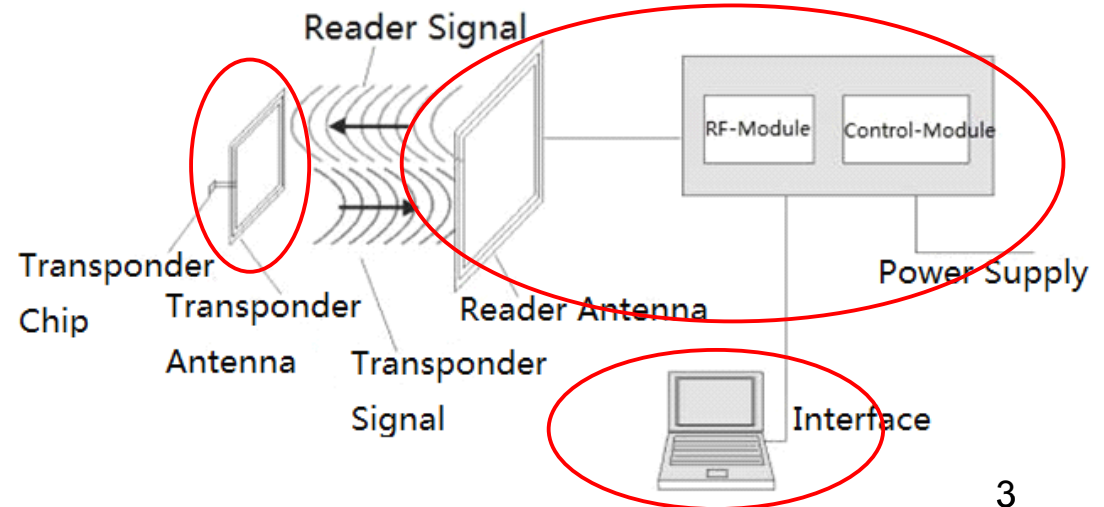 Reader Signal
RF-Module
Control-Module
Transponder
Chip
Transponder
Antenna
Reader Antenna
Power Supply
Transponder
Signal
Interface
3